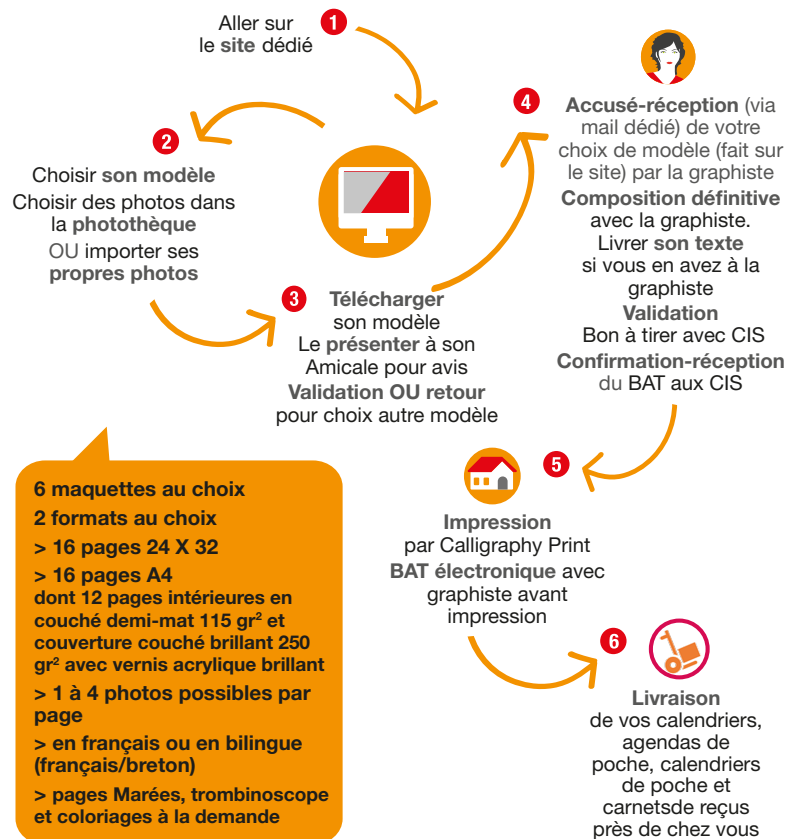 1
Aller sur
le site dédié
2
Choisir son modèle
Choisir des photos dans
la photothèque
OU importer ses
propres photos
3
Télécharger
son modèle
Le présenter à son
Amicale pour avis
Validation OU retour
pour choix autre modèle
4
Accusé-réception (via
mail dédié) de votre
choix de modèle (fait sur
le site) par la graphiste
Composition définitive
avec la graphiste.
Livrer son texte
si vous en avez à la
graphiste
Validation
Bon à tirer avec CIS
Confirmation-réception
du BAT aux CIS
5
Impression
par Calligraphy Print
BAT électronique avec
graphiste avant
impression
6
Livraison
de vos calendriers,
agendas de
poche, calendriers
de poche et
carnetsde reçus
près de chez vous
6 maquettes au choix
2 formats au choix
> 16 pages 24 X 32
> 16 pages A4
dont 12 pages intérieures en
couché demi-mat 115 gr² et
couverture couché brillant 250
gr² avec vernis acrylique brillant
> 1 à 4 photos possibles par
page
> en français ou en bilingue
(français/breton)
> pages Marées, trombinoscope
et coloriages à la demande